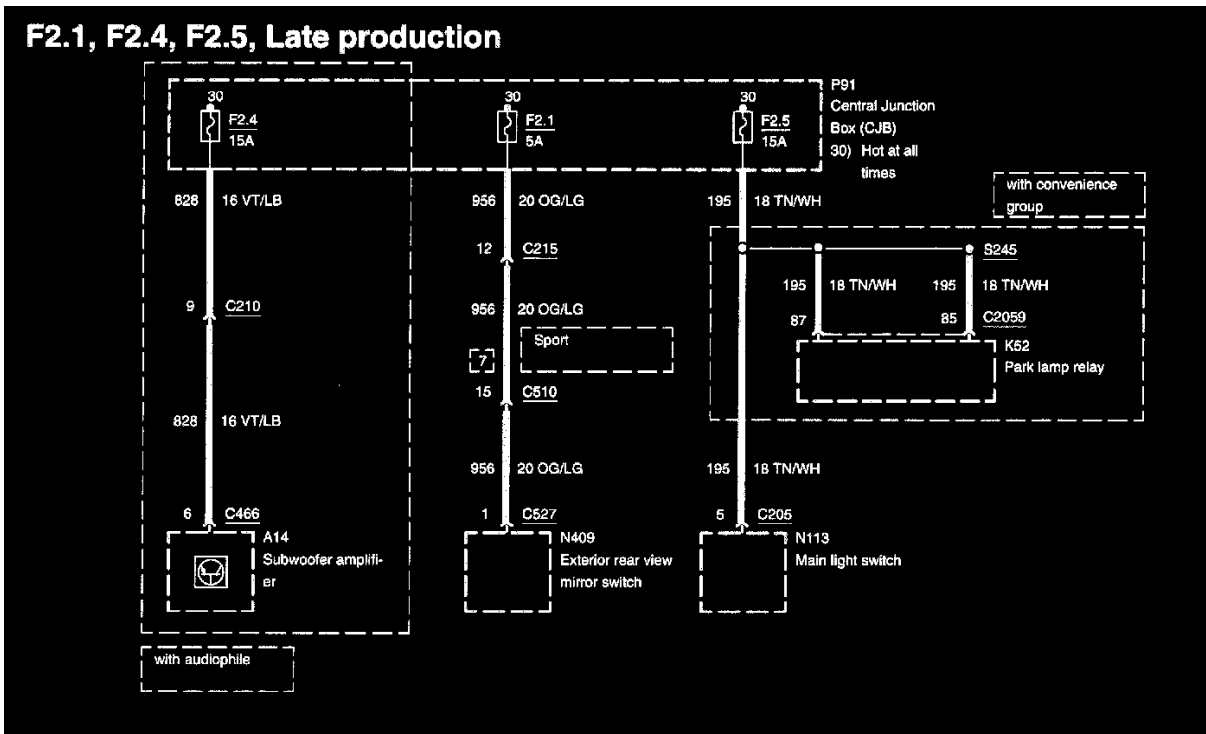 F2.1, F2.4, F2.5, Late production
30
F2.4
15A
30
F2.1
5A
30
F2.5
15A
P91
Central Junction
Box (CJB)
30) Hot at all
times
828 16 VT/LB
956 20 OG/LG
195 18 TN/WH
with convenience
group
12 C215
S245
9 C210
956 20 OG/LG
195 18 TN/WH
195 18 TN/WH
87
85 C2059
Sport
7
K52
Park lamp relay
15 C510
828 16 VT/LB
956 20 OG/LG
195 18 TN/WH
6 C466
1 C527
5 C205
A14
Subwoofer amplifi-
er
N409
Exterior rear view
mirror switch
N113
Main light switch
with audiophile